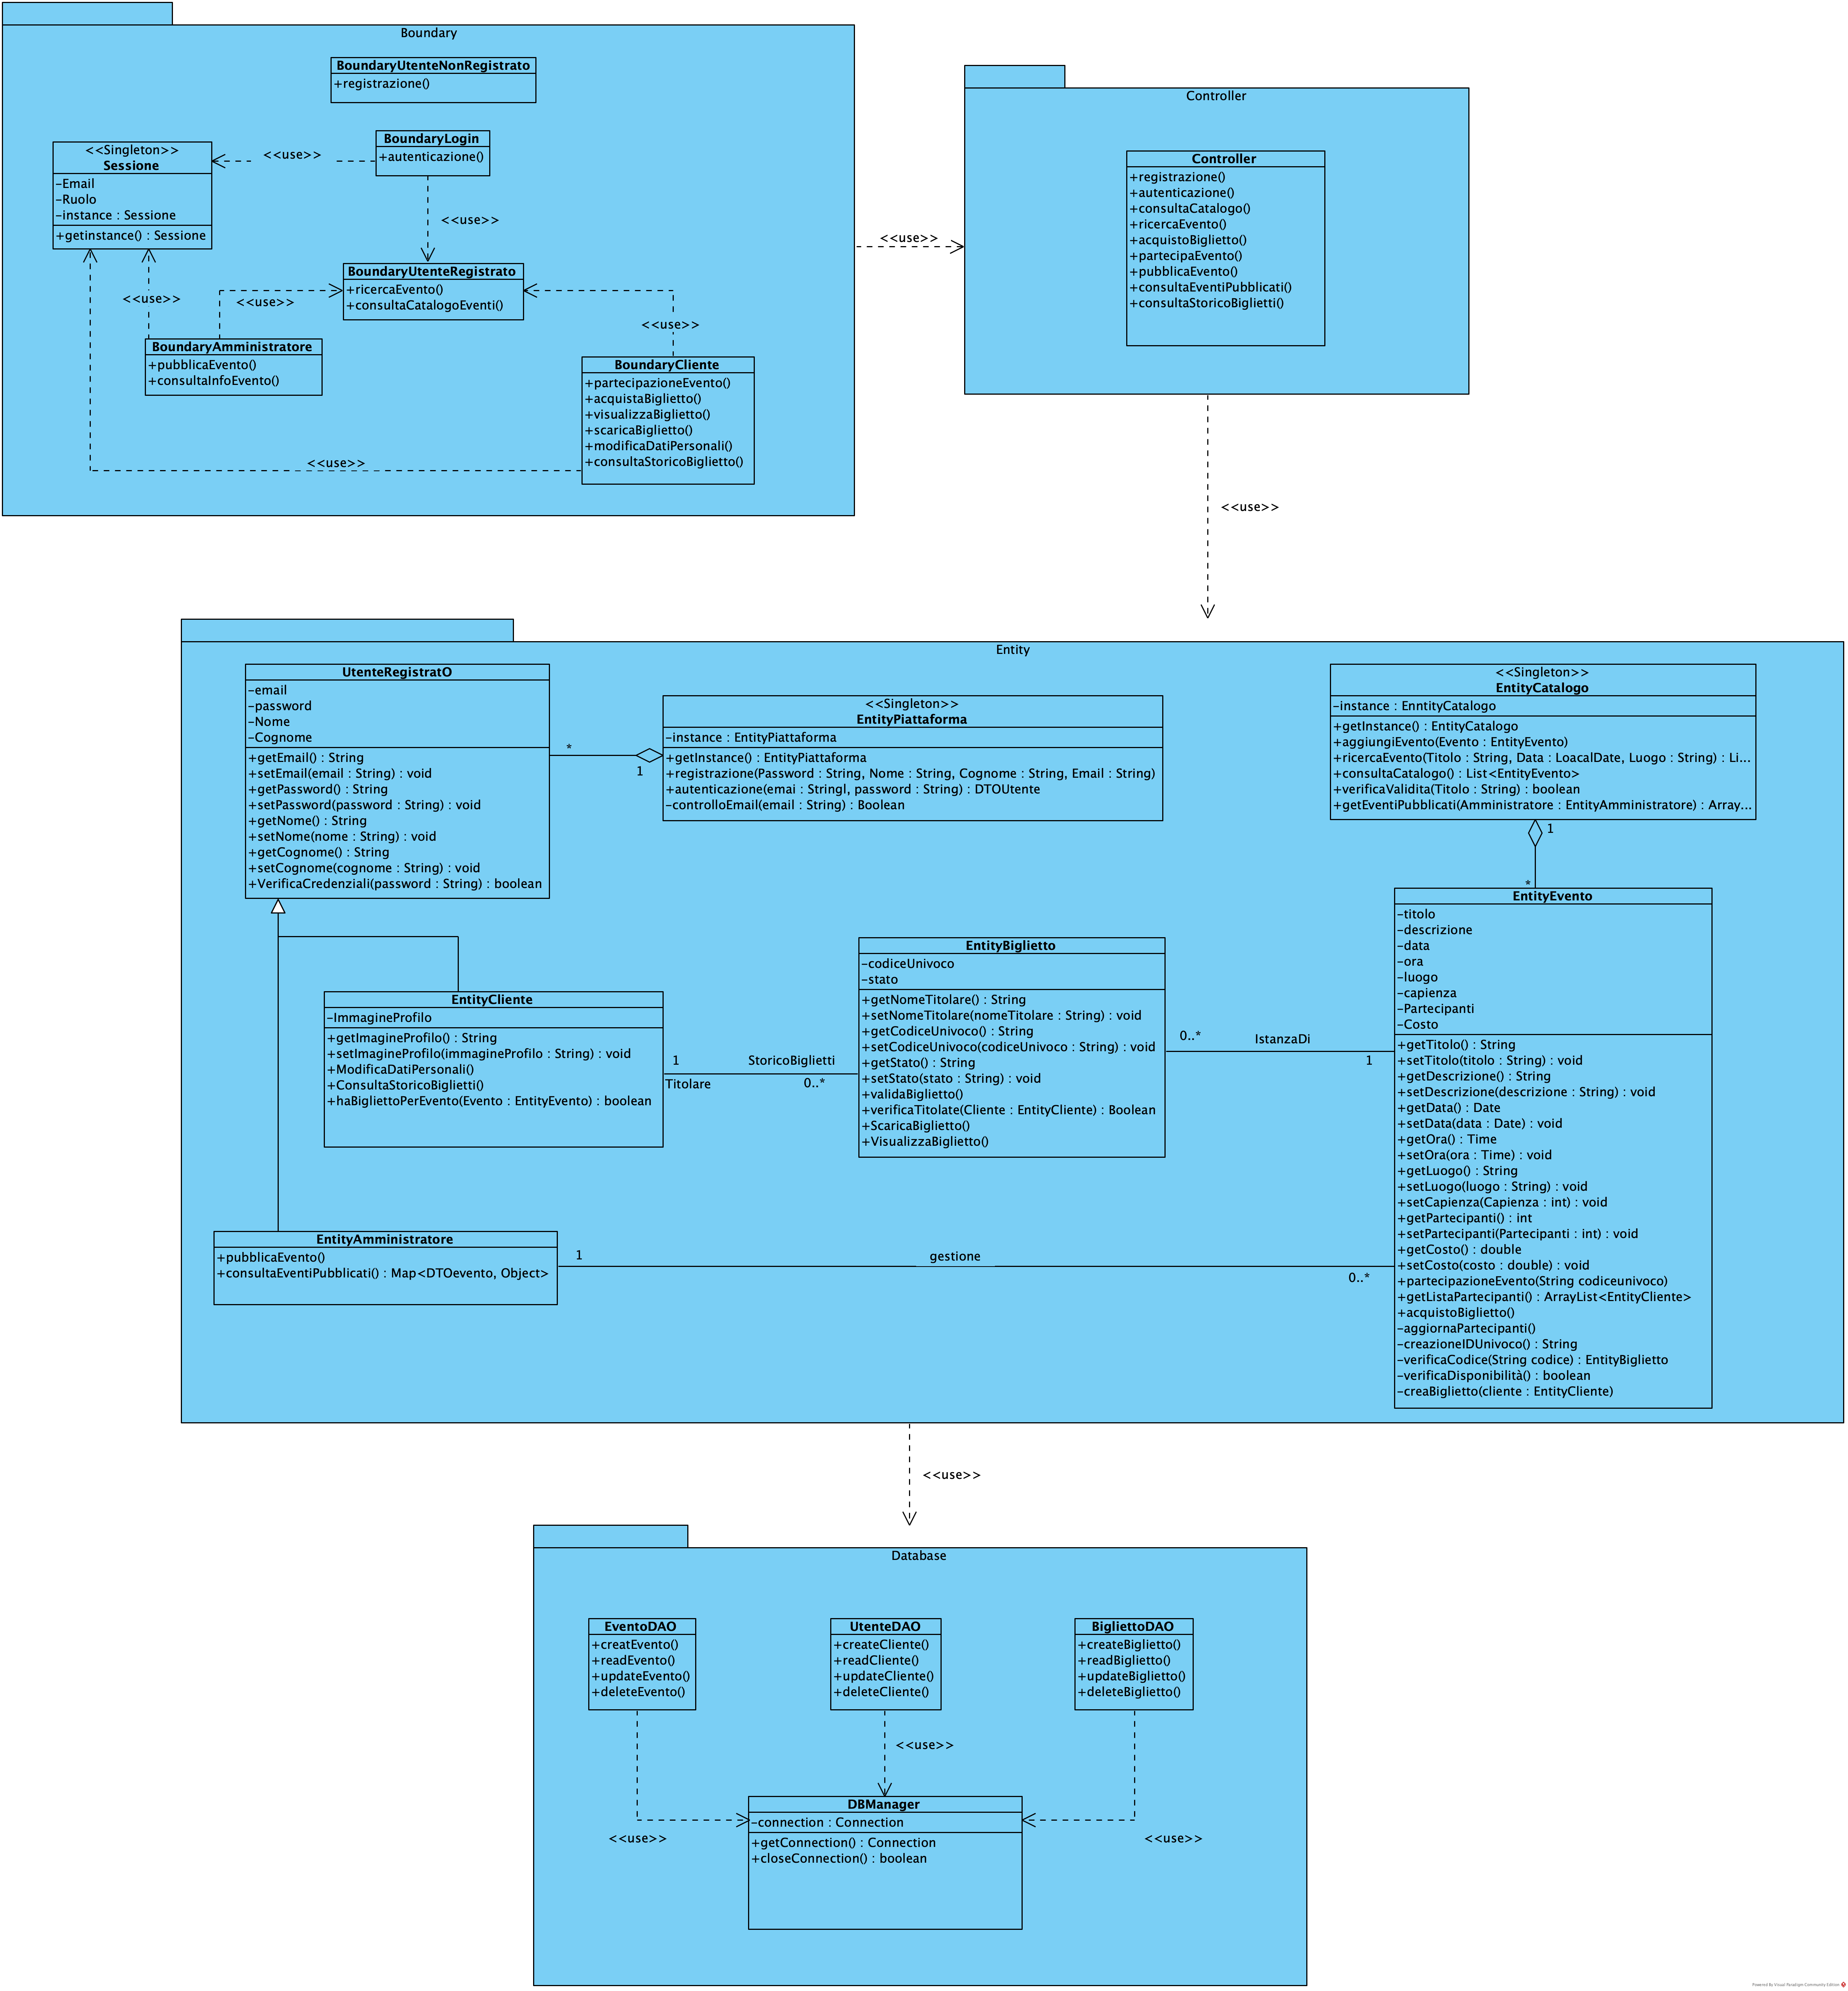 Boundary
BoundaryUtenteNonRegistrato
+registrazione()
BoundaryLogin
+autenticazione()
<<Singleton>>
Sessione
-Email
-Ruolo
-instance : Sessione
+getinstance() : Sessione
<<use>>
<<use>>
BoundaryUtenteRegistrato
+ricercaEvento()
+consultaCatalogoEventi()
<<use>>
<<use>>
<<use>>
BoundaryAmministratore
+pubblicaEvento()
+consultaInfoEvento()
BoundaryCliente
+partecipazioneEvento()
+acquistaBiglietto()
+visualizzaBiglietto()
+scaricaBiglietto()
+modificaDatiPersonali()
+consultaStoricoBiglietto()
<<use>>
<<use>>
Controller
Controller
+registrazione()
+autenticazione()
+consultaCatalogo()
+ricercaEvento()
+acquistoBiglietto()
+partecipaEvento()
+pubblicaEvento()
+consultaEventiPubblicati()
+consultaStoricoBiglietti()
<<use>>
Entity
UtenteRegistratO
-email
-password
-Nome
-Cognome
+getEmail() : String
+setEmail(email : String) : void
+getPassword() : String
+setPassword(password : String) : void
+getNome() : String
+setNome(nome : String) : void
+getCognome() : String
+setCognome(cognome : String) : void
+VerificaCredenziali(password : String) : boolean
*
1
<<Singleton>>
EntityPiattaforma
-instance : EntityPiattaforma
+getInstance() : EntityPiattaforma
+registrazione(Password : String, Nome : String, Cognome : String, Email : String)
+autenticazione(emai : Stringl, password : String) : DTOUtente
-controlloEmail(email : String) : Boolean
<<Singleton>>
EntityCatalogo
-instance : EnntityCatalogo
+getInstance() : EntityCatalogo
+aggiungiEvento(Evento : EntityEvento)
+ricercaEvento(Titolo : String, Data : LoacalDate, Luogo : String) : Li...
+consultaCatalogo() : List<EntityEvento>
+verificaValidita(Titolo : String) : boolean
+getEventiPubblicati(Amministratore : EntityAmministratore) : Array...
1
*
EntityCliente
-ImmagineProfilo
+getImagineProfilo() : String
+setImagineProfilo(immagineProfilo : String) : void
+ModificaDatiPersonali()
+ConsultaStoricoBiglietti()
+haBigliettoPerEvento(Evento : EntityEvento) : boolean
1
Titolare
StoricoBiglietti
0..*
EntityBiglietto
-codiceUnivoco
-stato
+getNomeTitolare() : String
+setNomeTitolare(nomeTitolare : String) : void
+getCodiceUnivoco() : String
+setCodiceUnivoco(codiceUnivoco : String) : void
+getStato() : String
+setStato(stato : String) : void
+validaBiglietto()
+verificaTitolate(Cliente : EntityCliente) : Boolean
+ScaricaBiglietto()
+VisualizzaBiglietto()
0..*
IstanzaDi
1
EntityEvento
-titolo
-descrizione
-data
-ora
-luogo
-capienza
-Partecipanti
-Costo
+getTitolo() : String
+setTitolo(titolo : String) : void
+getDescrizione() : String
+setDescrizione(descrizione : String) : void
+getData() : Date
+setData(data : Date) : void
+getOra() : Time
+setOra(ora : Time) : void
+getLuogo() : String
+setLuogo(luogo : String) : void
+setCapienza(Capienza : int) : void
+getPartecipanti() : int
+setPartecipanti(Partecipanti : int) : void
+getCosto() : double
+setCosto(costo : double) : void
+partecipazioneEvento(String codiceunivoco)
+getListaPartecipanti() : ArrayList<EntityCliente>
+acquistoBiglietto()
-aggiornaPartecipanti()
-creazioneIDUnivoco() : String
-verificaCodice(String codice) : EntityBiglietto
-verificaDisponibilità() : boolean
-creaBiglietto(cliente : EntityCliente)
EntityAmministratore
+pubblicaEvento()
+consultaEventiPubblicati() : Map<DTOevento, Object>
1
gestione
0..*
<<use>>
Database
EventoDAO
+creatEvento()
+readEvento()
+updateEvento()
+deleteEvento()
UtenteDAO
+createCliente()
+readCliente()
+updateCliente()
+deleteCliente()
BigliettoDAO
+createBiglietto()
+readBiglietto()
+updateBiglietto()
+deleteBiglietto()
<<use>>
<<use>>
<<use>>
DBManager
-connection : Connection
+getConnection() : Connection
+closeConnection() : boolean
Powered By Visual Paradigm Community Edition